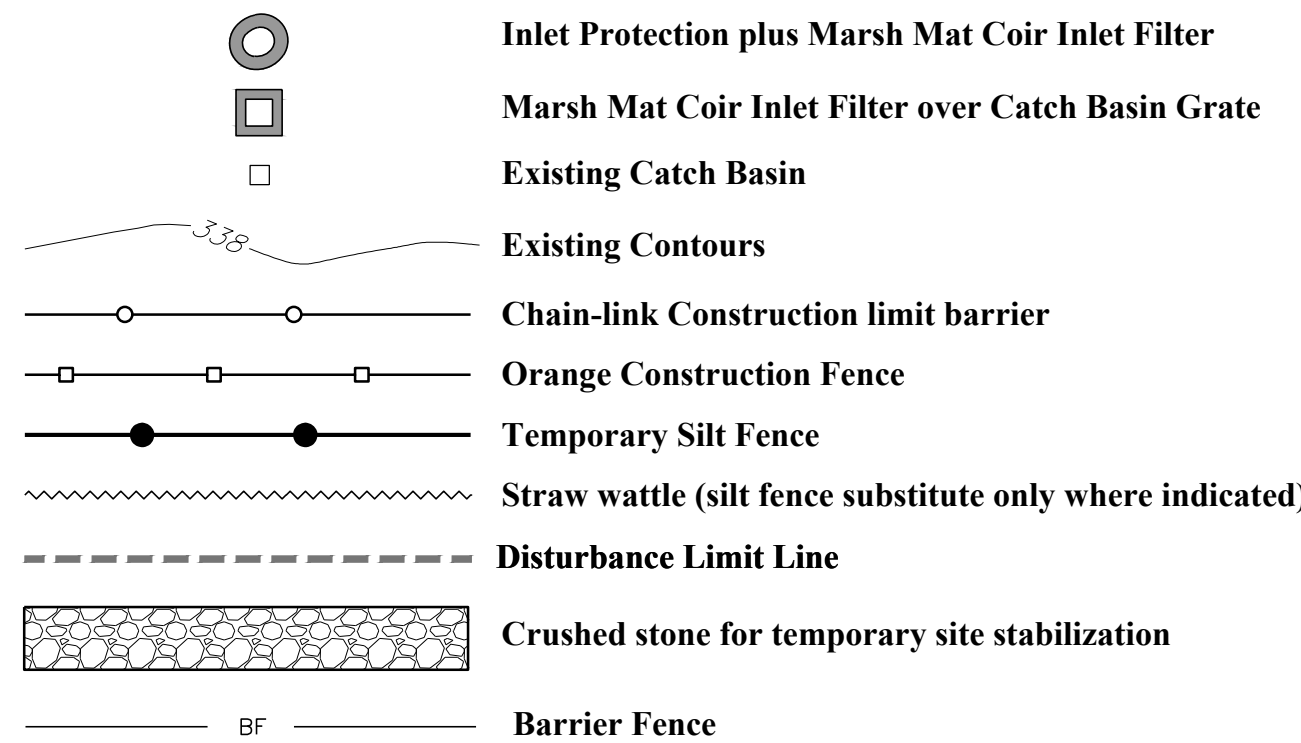 Inlet Protection plus Marsh Mat Coir Inlet Filter
Marsh Mat Coir Inlet Filter over Catch Basin Grate
Existing Catch Basin
338
Existing Contours
Chain-link Construction limit barrier
Orange Construction Fence
Temporary Silt Fence
Straw wattle (silt fence substitute only where indicated)
Disturbance Limit Line
Crushed stone for temporary site stabilization
BF
Barrier Fence